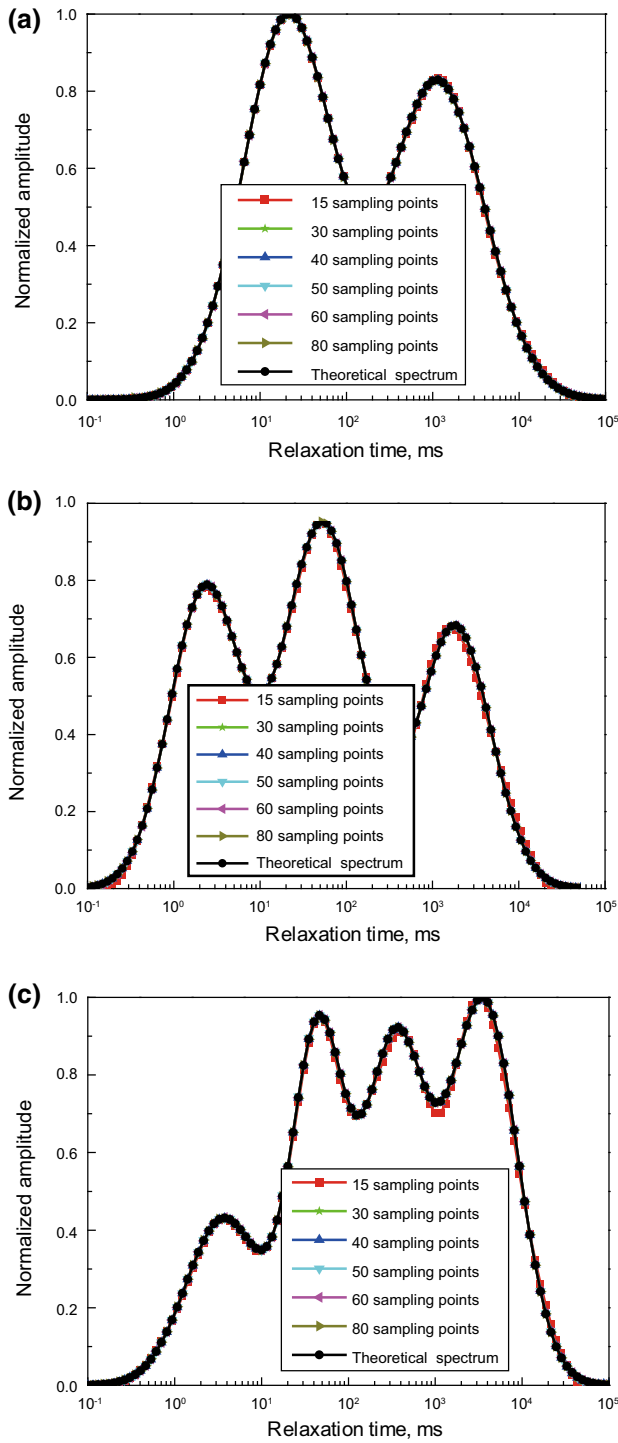 (a)
1.0
0.8
0.6
0.4
0.2
0.0
Normalized amplitude
15 sampling points
30 sampling points
40 sampling points
50 sampling points
60 sampling points
80 sampling points
Theoretical spectrum
10⁻¹ 10⁰ 10¹ 10² 10³ 10⁴ 10⁵
Relaxation time, ms
(b)
1.0
0.8
0.6
0.4
0.2
0.0
Normalized amplitude
15 sampling points
30 sampling points
40 sampling points
50 sampling points
60 sampling points
80 sampling points
Theoretical spectrum
10⁻¹ 10⁰ 10¹ 10² 10³ 10⁴ 10⁵
Relaxation time, ms
(c)
1.0
0.8
0.6
0.4
0.2
0.0
Normalized amplitude
15 sampling points
30 sampling points
40 sampling points
50 sampling points
60 sampling points
80 sampling points
Theoretical spectrum
10⁻¹ 10⁰ 10¹ 10² 10³ 10⁴ 10⁵
Relaxation time, ms